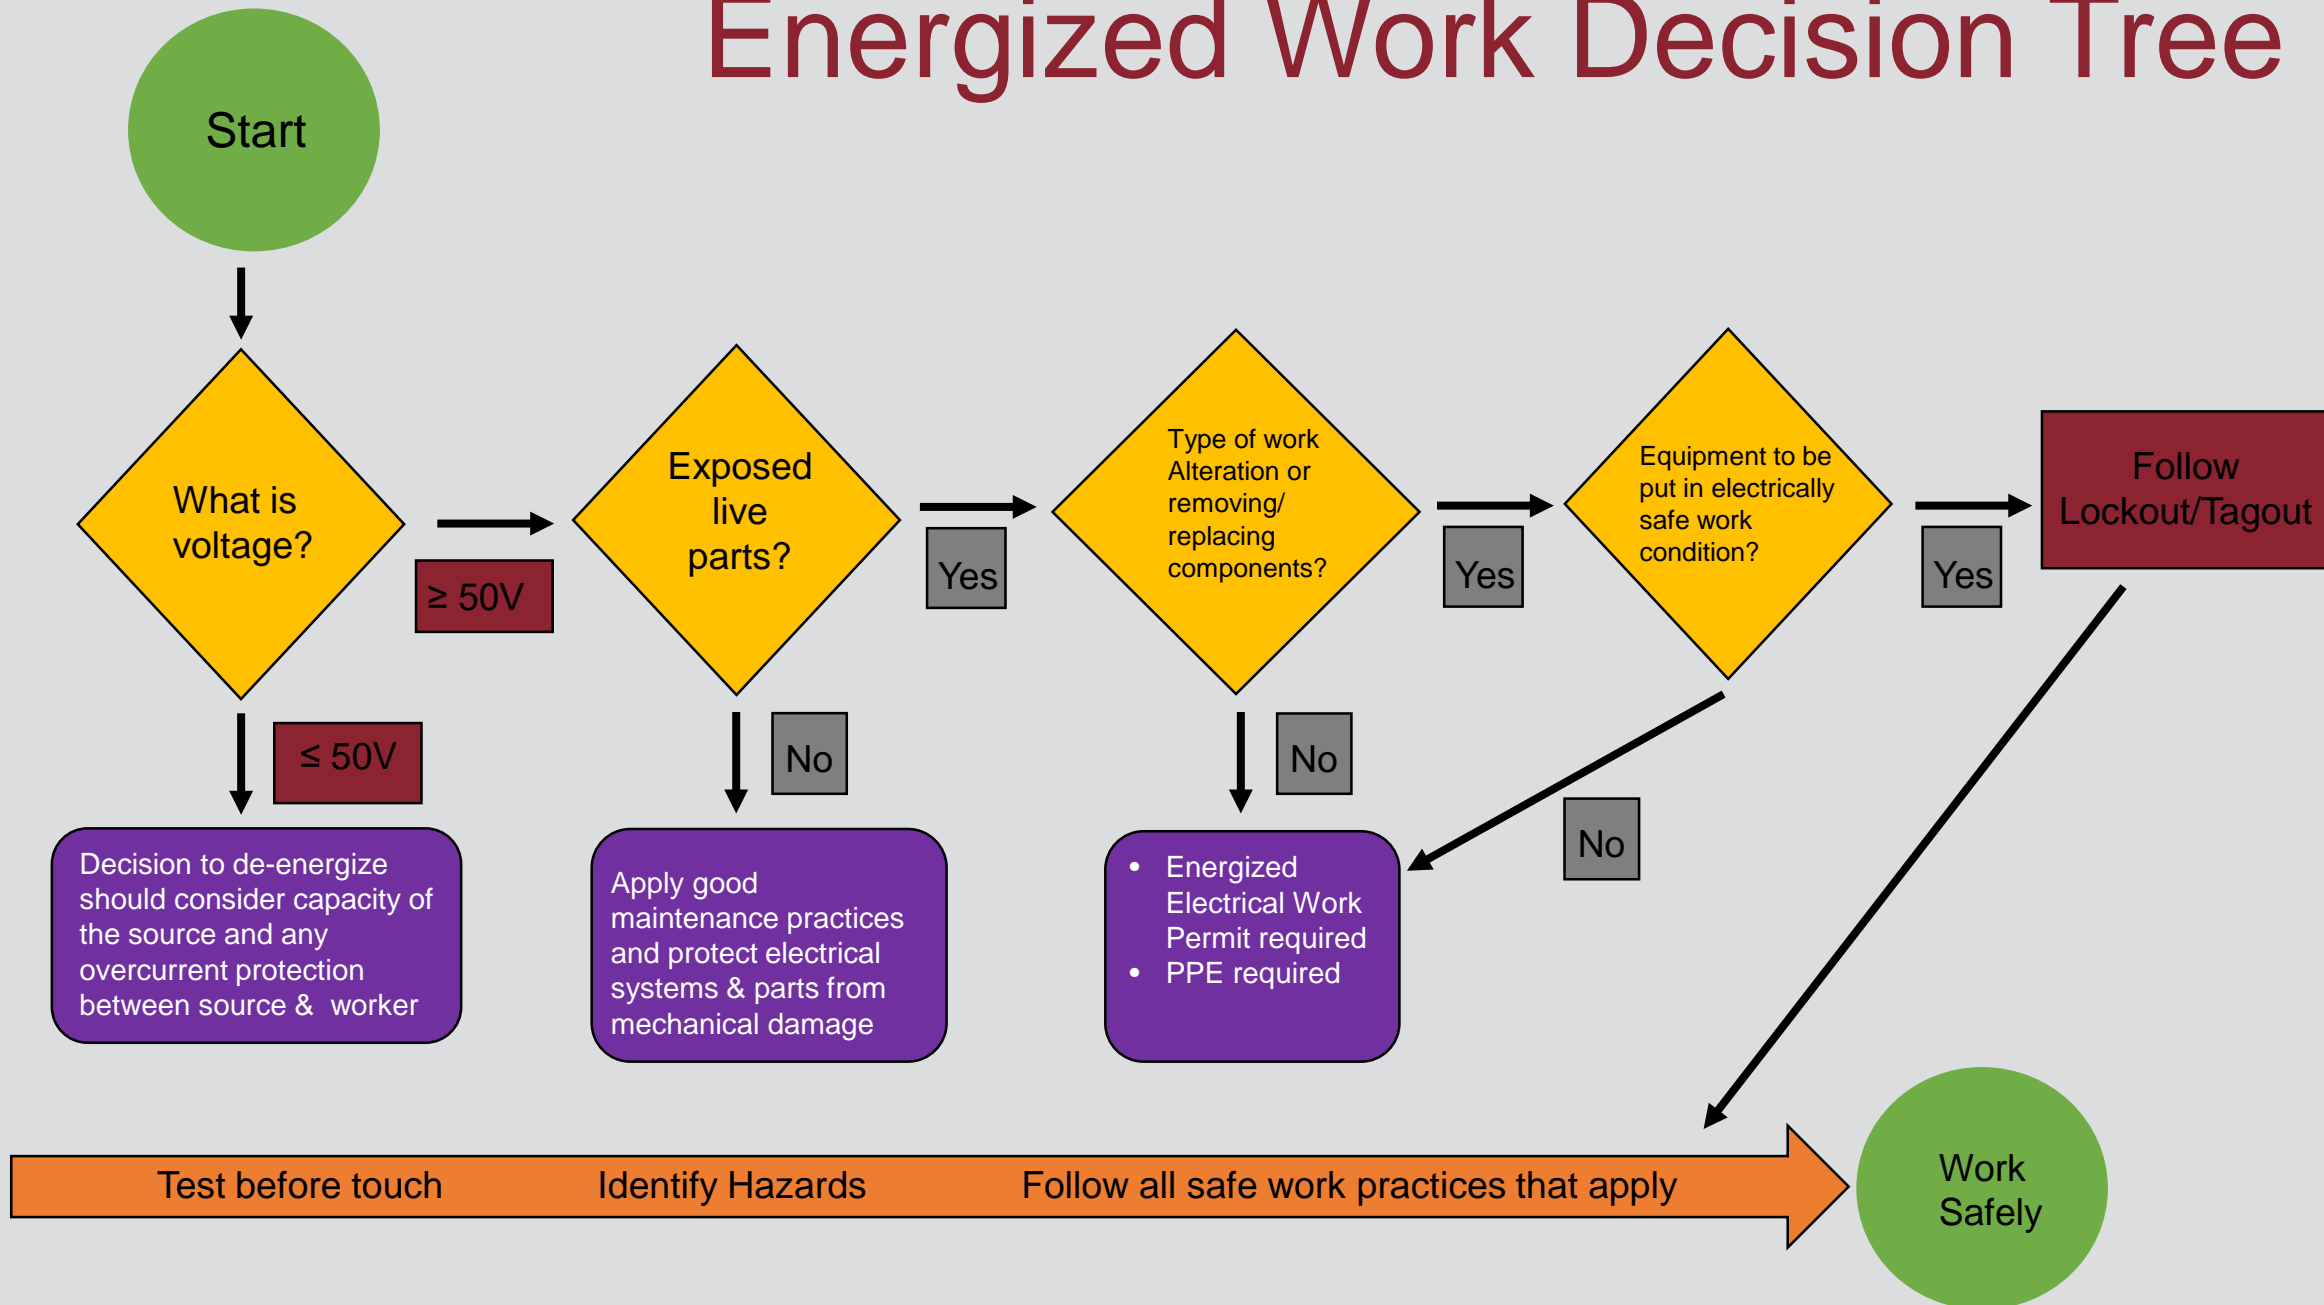 Energized Work Decision Tree
Start
What is
voltage?
≥ 50V
Exposed
live
parts?
Yes
Type of work
Alteration or
removing/
replacing
components?
Yes
Equipment to be
put in electrically
safe work
condition?
Yes
Follow
Lockout/Tagout
≤ 50V
No
No
No
Decision to de-energize
should consider capacity of
the source and any
overcurrent protection
between source &  worker
Apply good
maintenance practices
and protect electrical
systems & parts from
mechanical damage
• Energized
Electrical Work
Permit required
• PPE required
Test before touch
Identify Hazards
Follow all safe work practices that apply
Work
Safely